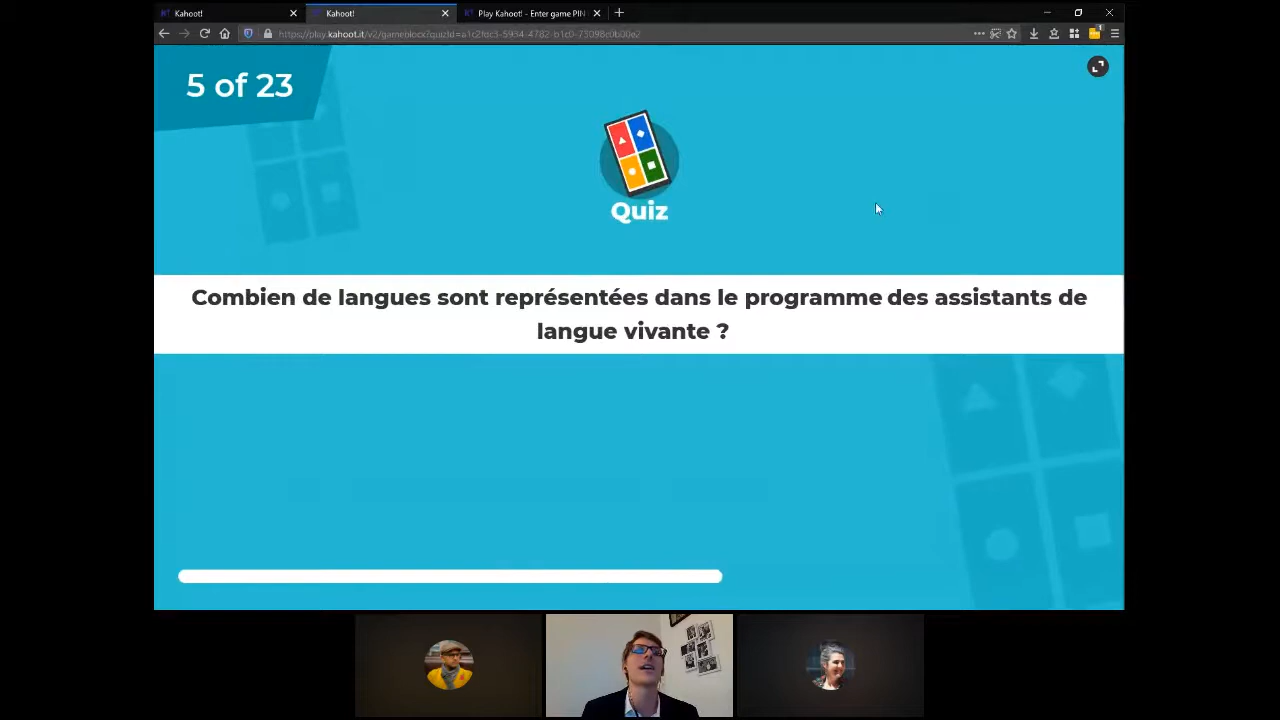 Kahoot!
Kahoot!
Play Kahoot! - Enter game PIN
5 of 23
Quiz
Combien de langues sont représentées dans le programme des assistants de
langue vivante ?